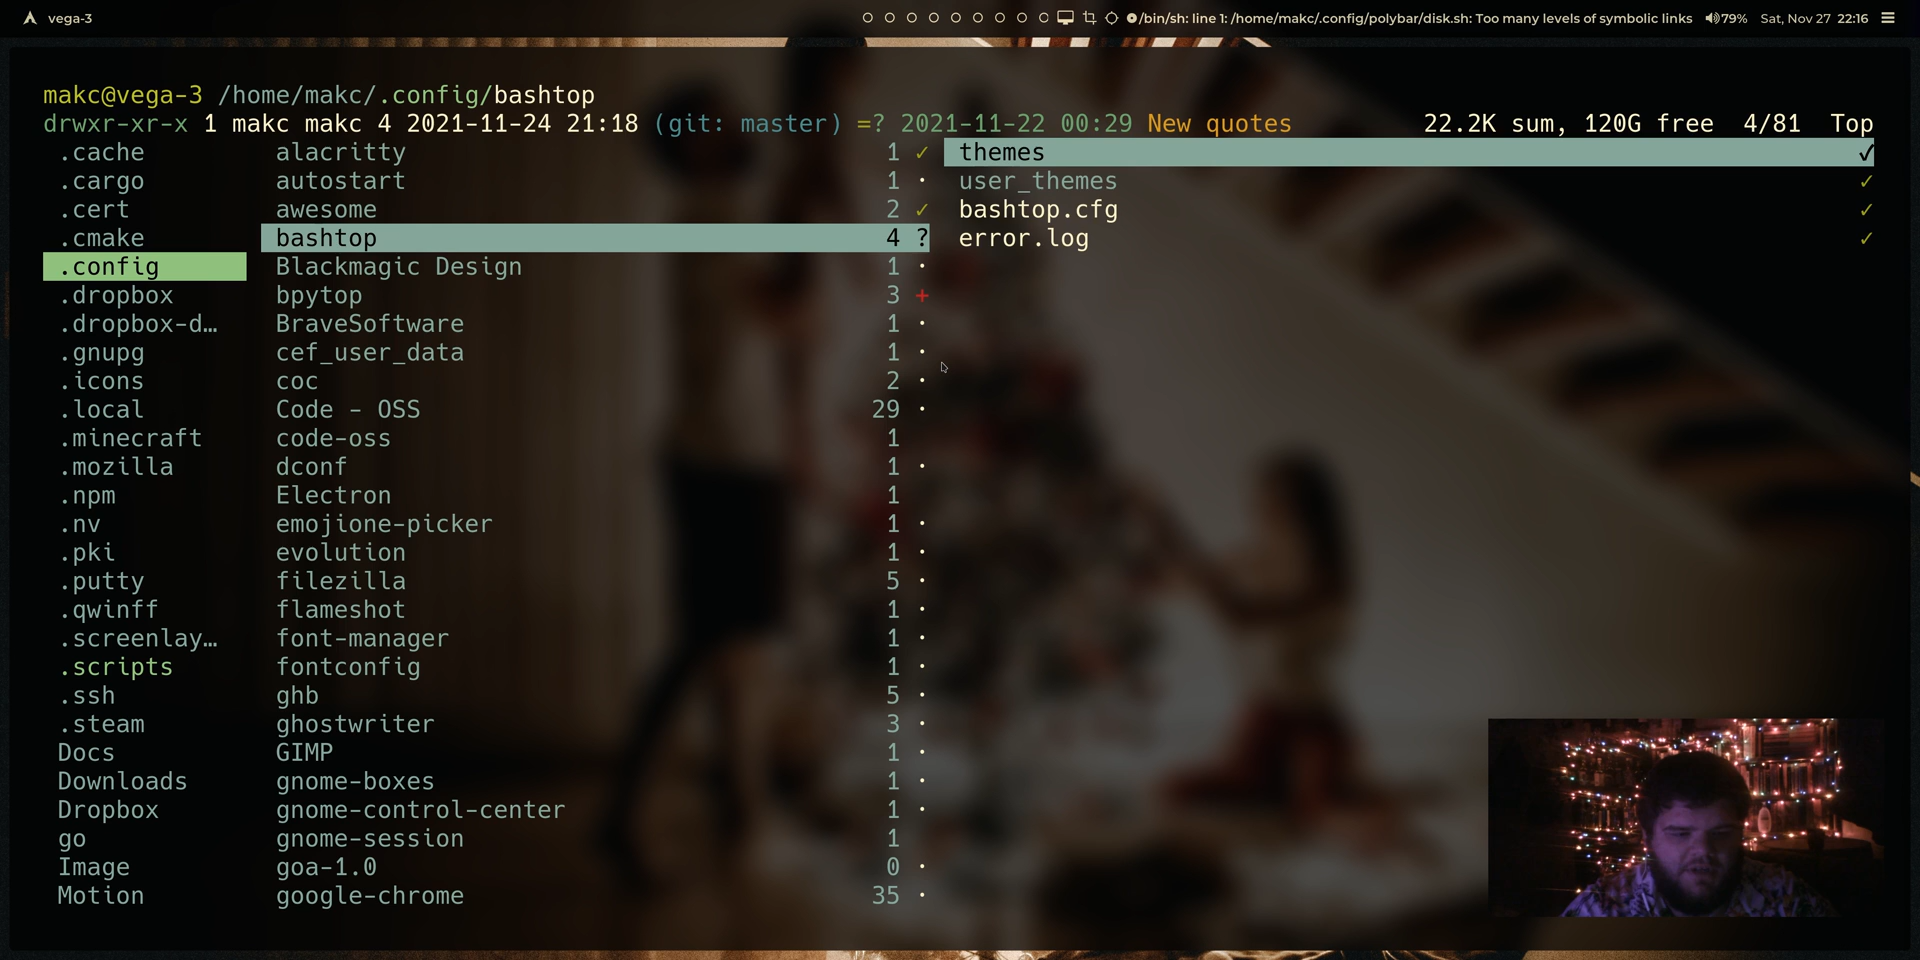 vega-3
/bin/sh: line 1: /home/makc/.config/polybar/disk.sh: Too many levels of symbolic links 79% Sat, Nov 27 22:16
makc@vega-3 /home/makc/.config/bashtop
drwxr-xr-x 1 makc makc 4 2021-11-24 21:18 (git: master) =? 2021-11-22 00:29 New quotes 22.2K sum, 120G free 4/81 Top
.cache alacritty 1 ✓ themes ✓
.cargo autostart 1 · user_themes ✓
.cert awesome 2 ✓ bashtop.cfg ✓
.cmake bashtop 4 ? error.log ✓
.config Blackmagic Design 1 ·
.dropbox bpytop 3 +
.dropbox-d… BraveSoftware 1 ·
.gnupg cef_user_data 1 ·
.icons coc 2 ·
.local Code - OSS 29 ·
.minecraft code-oss 1
.mozilla dconf 1 ·
.npm Electron 1
.nv emojione-picker 1 ·
.pki evolution 1 ·
.putty filezilla 5 ·
.qwinff flameshot 1 ·
.screenlay… font-manager 1 ·
.scripts fontconfig 1 ·
.ssh ghb 5 ·
.steam ghostwriter 3 ·
Docs GIMP 1 ·
Downloads gnome-boxes 1 ·
Dropbox gnome-control-center 1 ·
go gnome-session 1
Image goa-1.0 0 ·
Motion google-chrome 35 ·